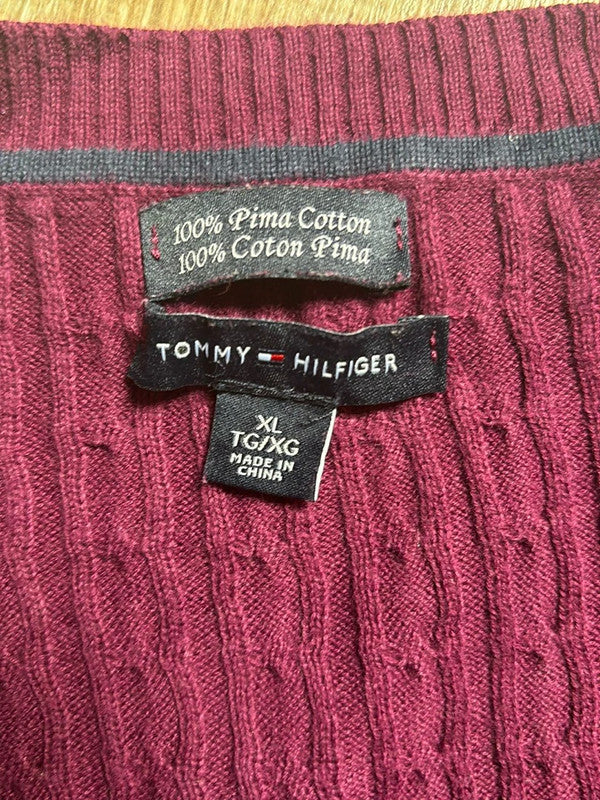 100% Pima Cotton
100% Coton Pima
TOMMY HILFIGER
XL
TG/XG
MADE IN
CHINA